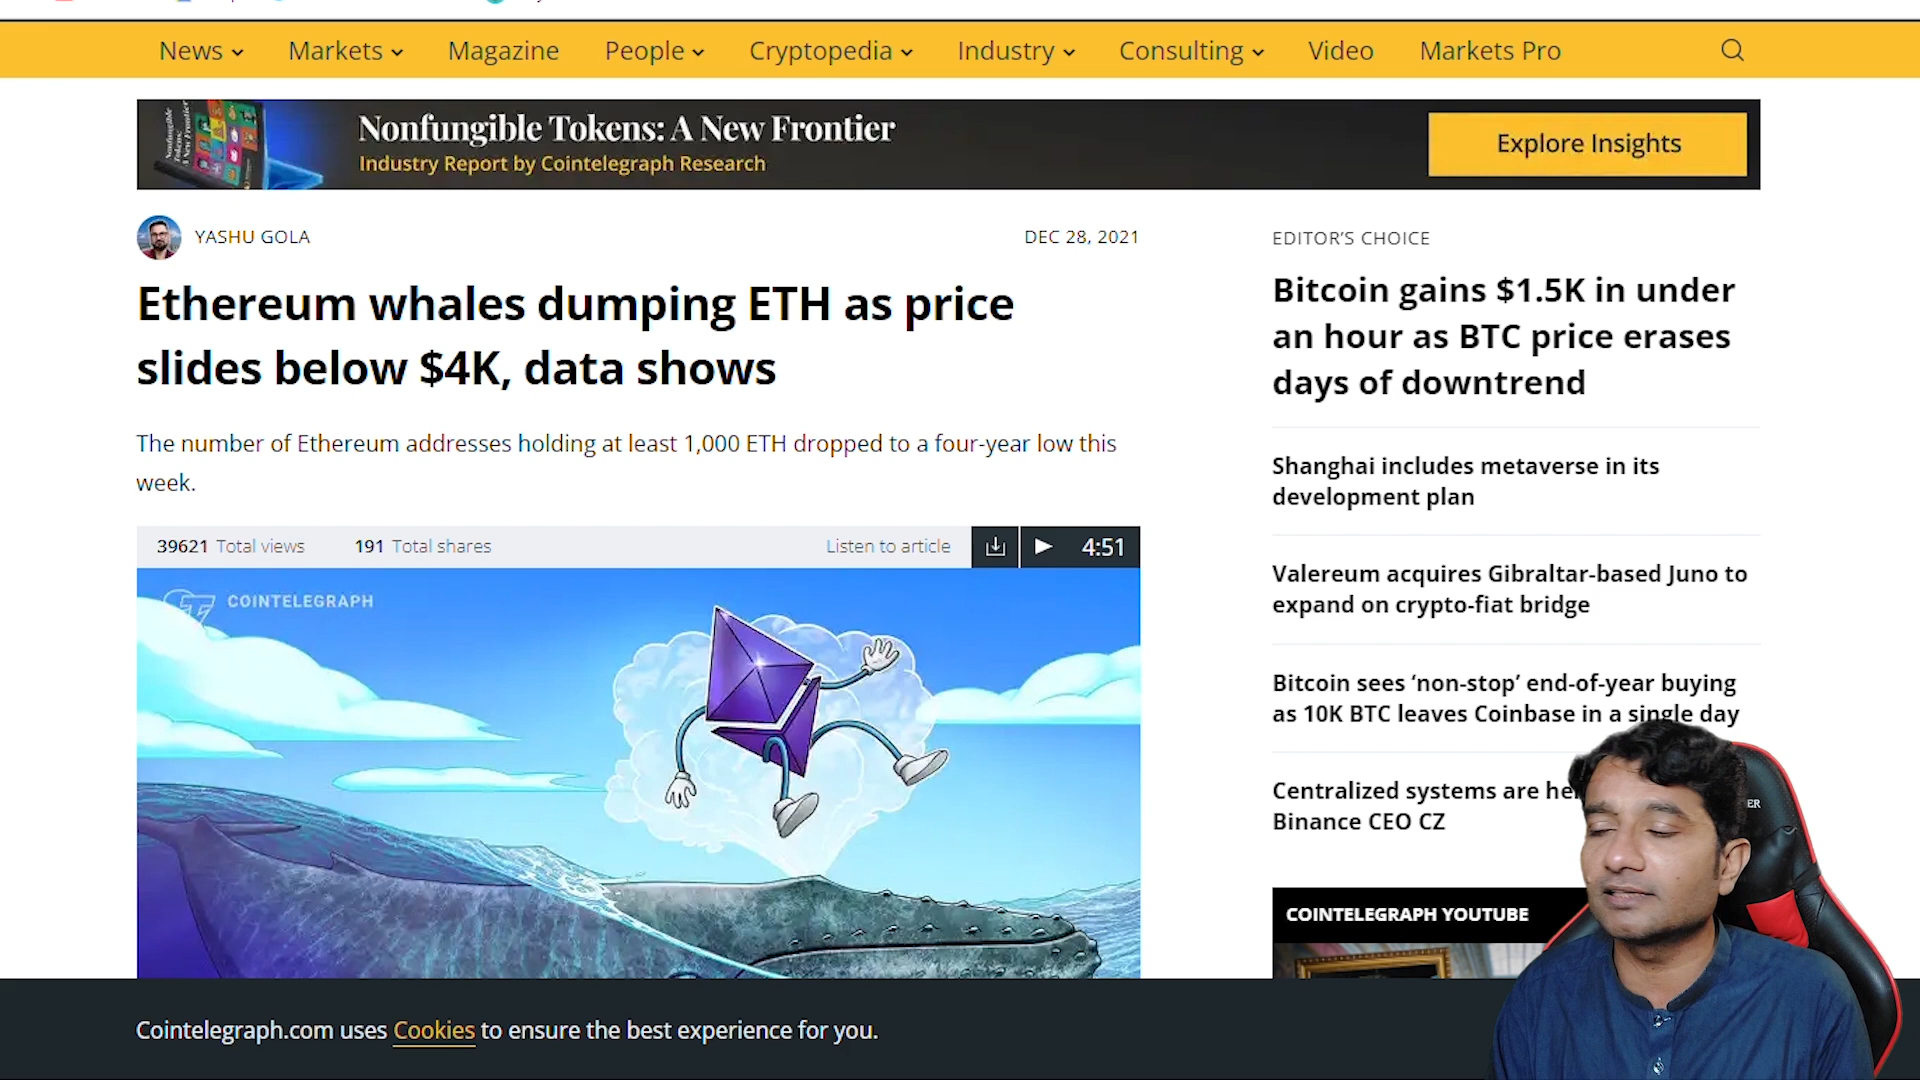 News
Markets
Magazine
People
Cryptopedia
Industry
Consulting
Video
Markets Pro
Nonfungible Tokens: A New Frontier
Industry Report by Cointelegraph Research
Explore Insights
Nonfungible
Tokens:
A New Frontier
YASHU GOLA
DEC 28, 2021
Ethereum whales dumping ETH as price
slides below $4K, data shows
The number of Ethereum addresses holding at least 1,000 ETH dropped to a four-year low this
week.
39621 Total views
191 Total shares
Listen to article
4:51
COINTELEGRAPH
EDITOR'S CHOICE
Bitcoin gains $1.5K in under
an hour as BTC price erases
days of downtrend
Shanghai includes metaverse in its
development plan
Valereum acquires Gibraltar-based Juno to
expand on crypto-fiat bridge
Bitcoin sees ‘non-stop’ end-of-year buying
as 10K BTC leaves Coinbase in a single day
Centralized systems are
Binance CEO CZ
COINTELEGRAPH YOUTUBE
Cointelegraph.com uses Cookies to ensure the best experience for you.